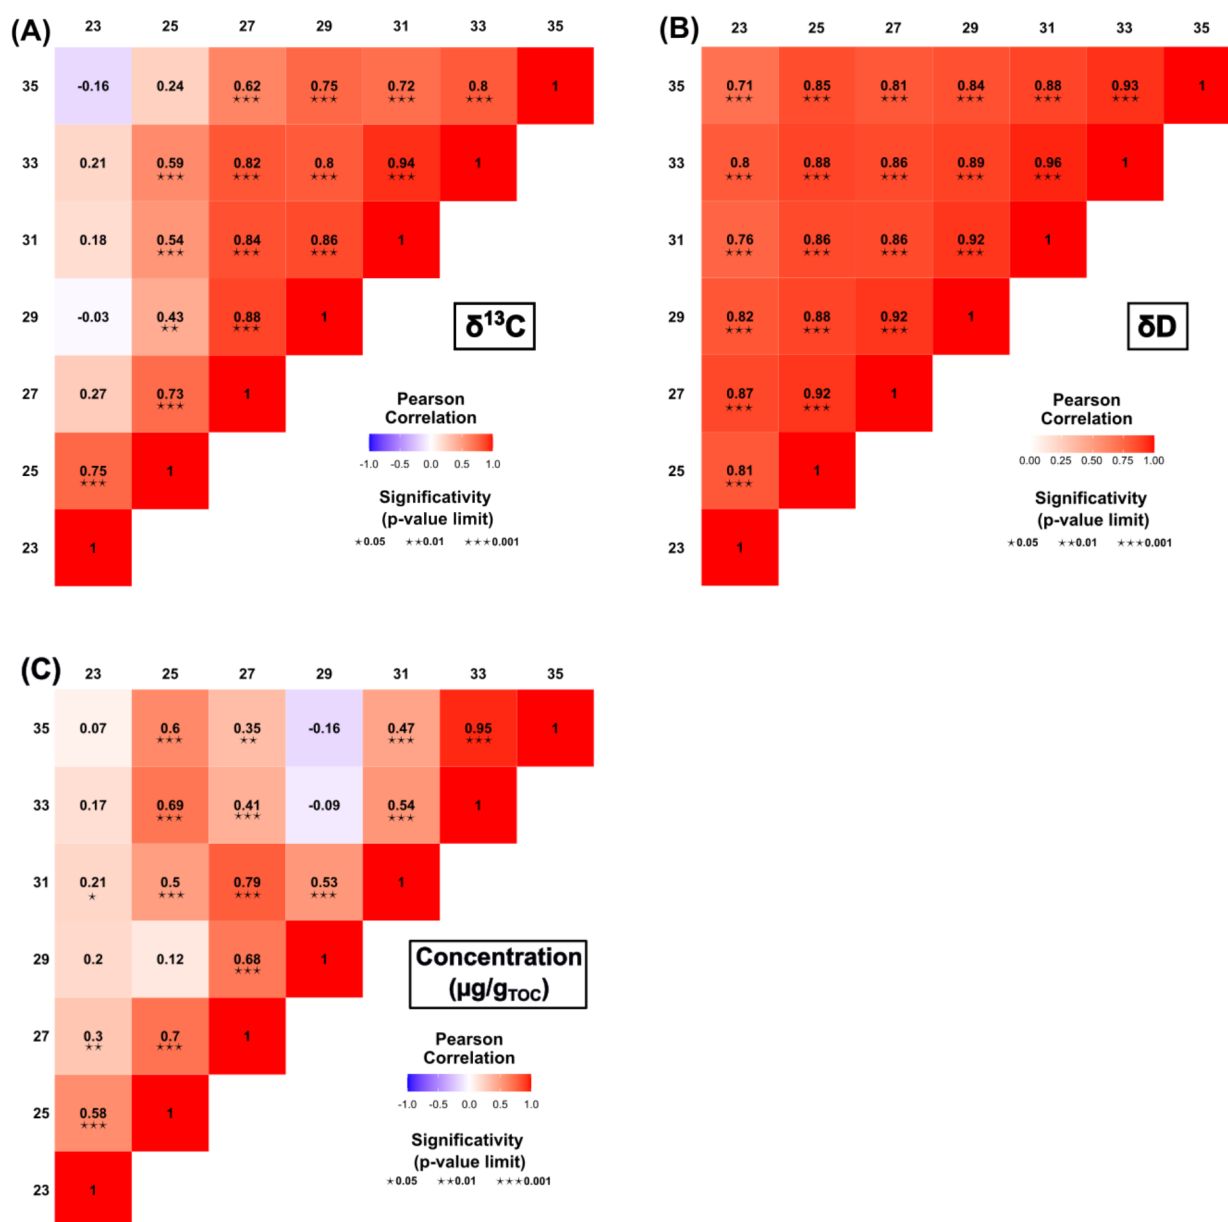 (A)
23 25 27 29 31 33 35
35 -0.16 0.24 0.62 0.75 0.72 0.8 1
⋆⋆⋆ ⋆⋆⋆ ⋆⋆⋆ ⋆⋆⋆
33 0.21 0.59 0.82 0.8 0.94 1
⋆⋆⋆ ⋆⋆⋆ ⋆⋆⋆ ⋆⋆⋆
31 0.18 0.54 0.84 0.86 1
⋆⋆⋆ ⋆⋆⋆ ⋆⋆⋆
29 -0.03 0.43 0.88 1
⋆⋆ ⋆⋆⋆
27 0.27 0.73 1
⋆⋆⋆
25 0.75 1
⋆⋆⋆
23 1
δ¹³C
Pearson
Correlation
-1.0 -0.5 0.0 0.5 1.0
Significativity
(p-value limit)
⋆0.05 ⋆⋆0.01 ⋆⋆⋆0.001
(B)
23 25 27 29 31 33 35
35 0.71 0.85 0.81 0.84 0.88 0.93 1
⋆⋆⋆ ⋆⋆⋆ ⋆⋆⋆ ⋆⋆⋆ ⋆⋆⋆ ⋆⋆⋆
33 0.8 0.88 0.86 0.89 0.96 1
⋆⋆⋆ ⋆⋆⋆ ⋆⋆⋆ ⋆⋆⋆ ⋆⋆⋆
31 0.76 0.86 0.86 0.92 1
⋆⋆⋆ ⋆⋆⋆ ⋆⋆⋆ ⋆⋆⋆
29 0.82 0.88 0.92 1
⋆⋆⋆ ⋆⋆⋆ ⋆⋆⋆
27 0.87 0.92 1
⋆⋆⋆ ⋆⋆⋆
25 0.81 1
⋆⋆⋆
23 1
δD
Pearson
Correlation
0.00 0.25 0.50 0.75 1.00
Significativity
(p-value limit)
⋆0.05 ⋆⋆0.01 ⋆⋆⋆0.001
(C)
23 25 27 29 31 33 35
35 0.07 0.6 0.35 -0.16 0.47 0.95 1
⋆⋆⋆ ⋆⋆ ⋆⋆⋆ ⋆⋆⋆
33 0.17 0.69 0.41 -0.09 0.54 1
⋆⋆⋆ ⋆⋆⋆ ⋆⋆⋆
31 0.21 0.5 0.79 0.53 1
⋆ ⋆⋆⋆ ⋆⋆⋆ ⋆⋆⋆
29 0.2 0.12 0.68 1
⋆⋆⋆
27 0.3 0.7 1
⋆⋆ ⋆⋆⋆
25 0.58 1
⋆⋆⋆
23 1
Concentration
(µg/gTOC)
Pearson
Correlation
-1.0 -0.5 0.0 0.5 1.0
Significativity
(p-value limit)
⋆0.05 ⋆⋆0.01 ⋆⋆⋆0.001